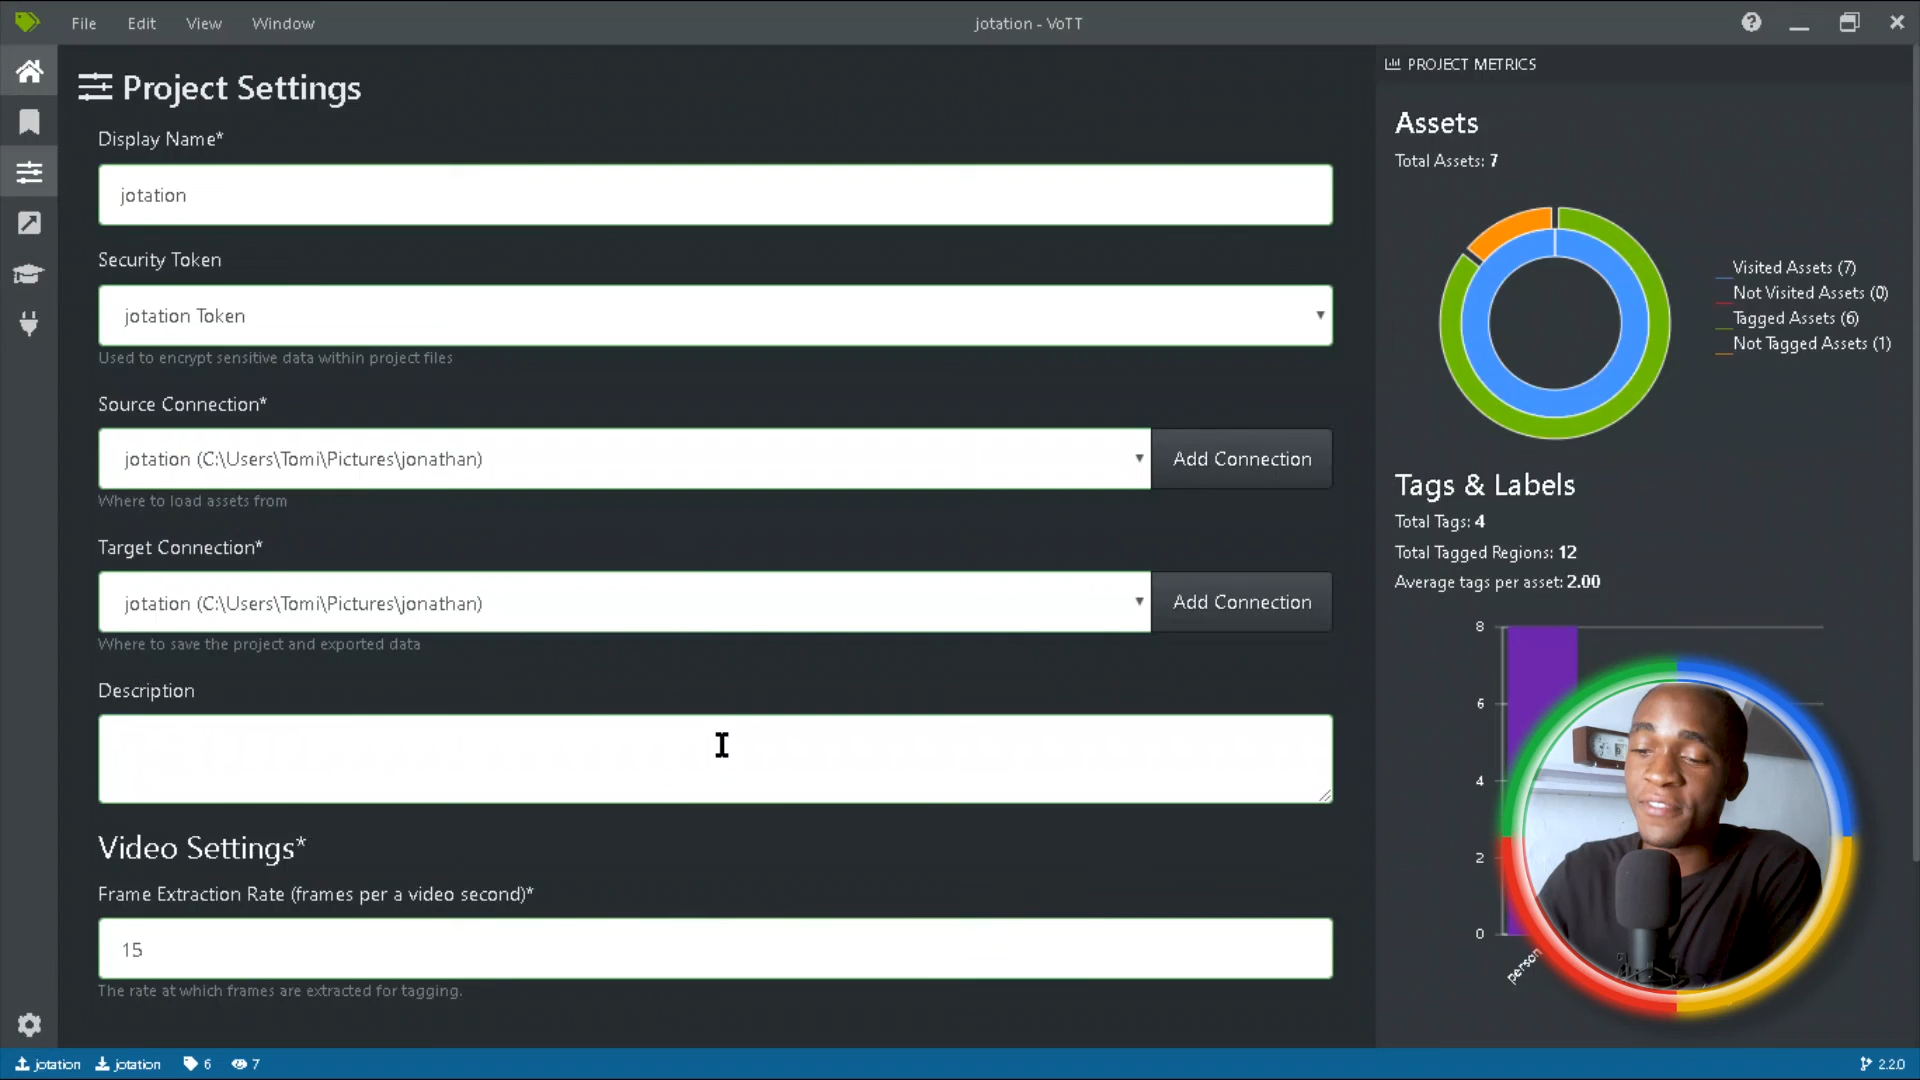 File Edit View Window
jotation - VoTT
Project Settings
Display Name*
jotation
Security Token
jotation Token
Used to encrypt sensitive data within project files
Source Connection*
jotation (C:\Users\Tomi\Pictures\jonathan)
Add Connection
Where to load assets from
Target Connection*
jotation (C:\Users\Tomi\Pictures\jonathan)
Add Connection
Where to save the project and exported data
Description
Video Settings*
Frame Extraction Rate (frames per a video second)*
15
The rate at which frames are extracted for tagging.
PROJECT METRICS
Assets
Total Assets: 7
Visited Assets (7)
Not Visited Assets (0)
Tagged Assets (6)
Not Tagged Assets (1)
Tags & Labels
Total Tags: 4
Total Tagged Regions: 12
Average tags per asset: 2.00
8
6
4
2
0
person
jotation jotation 6 7
2.2.0